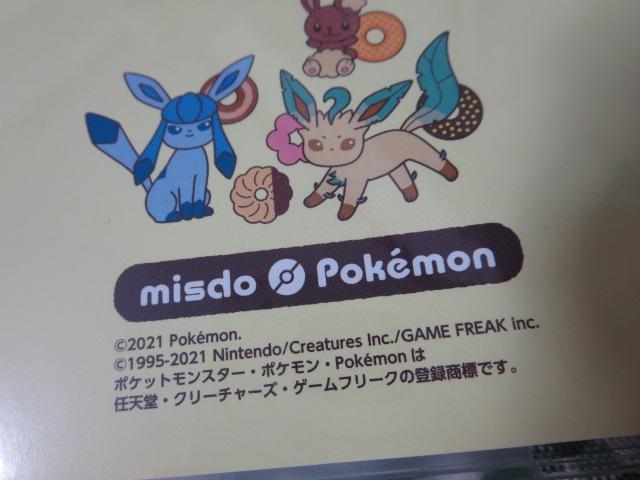 misdo Pokémon
©2021 Pokémon.
©1995-2021 Nintendo/Creatures Inc./GAME FREAK inc.
ポケットモンスター・ポケモン・Pokémonは
任天堂・クリーチャーズ・ゲームフリークの登録商標です。